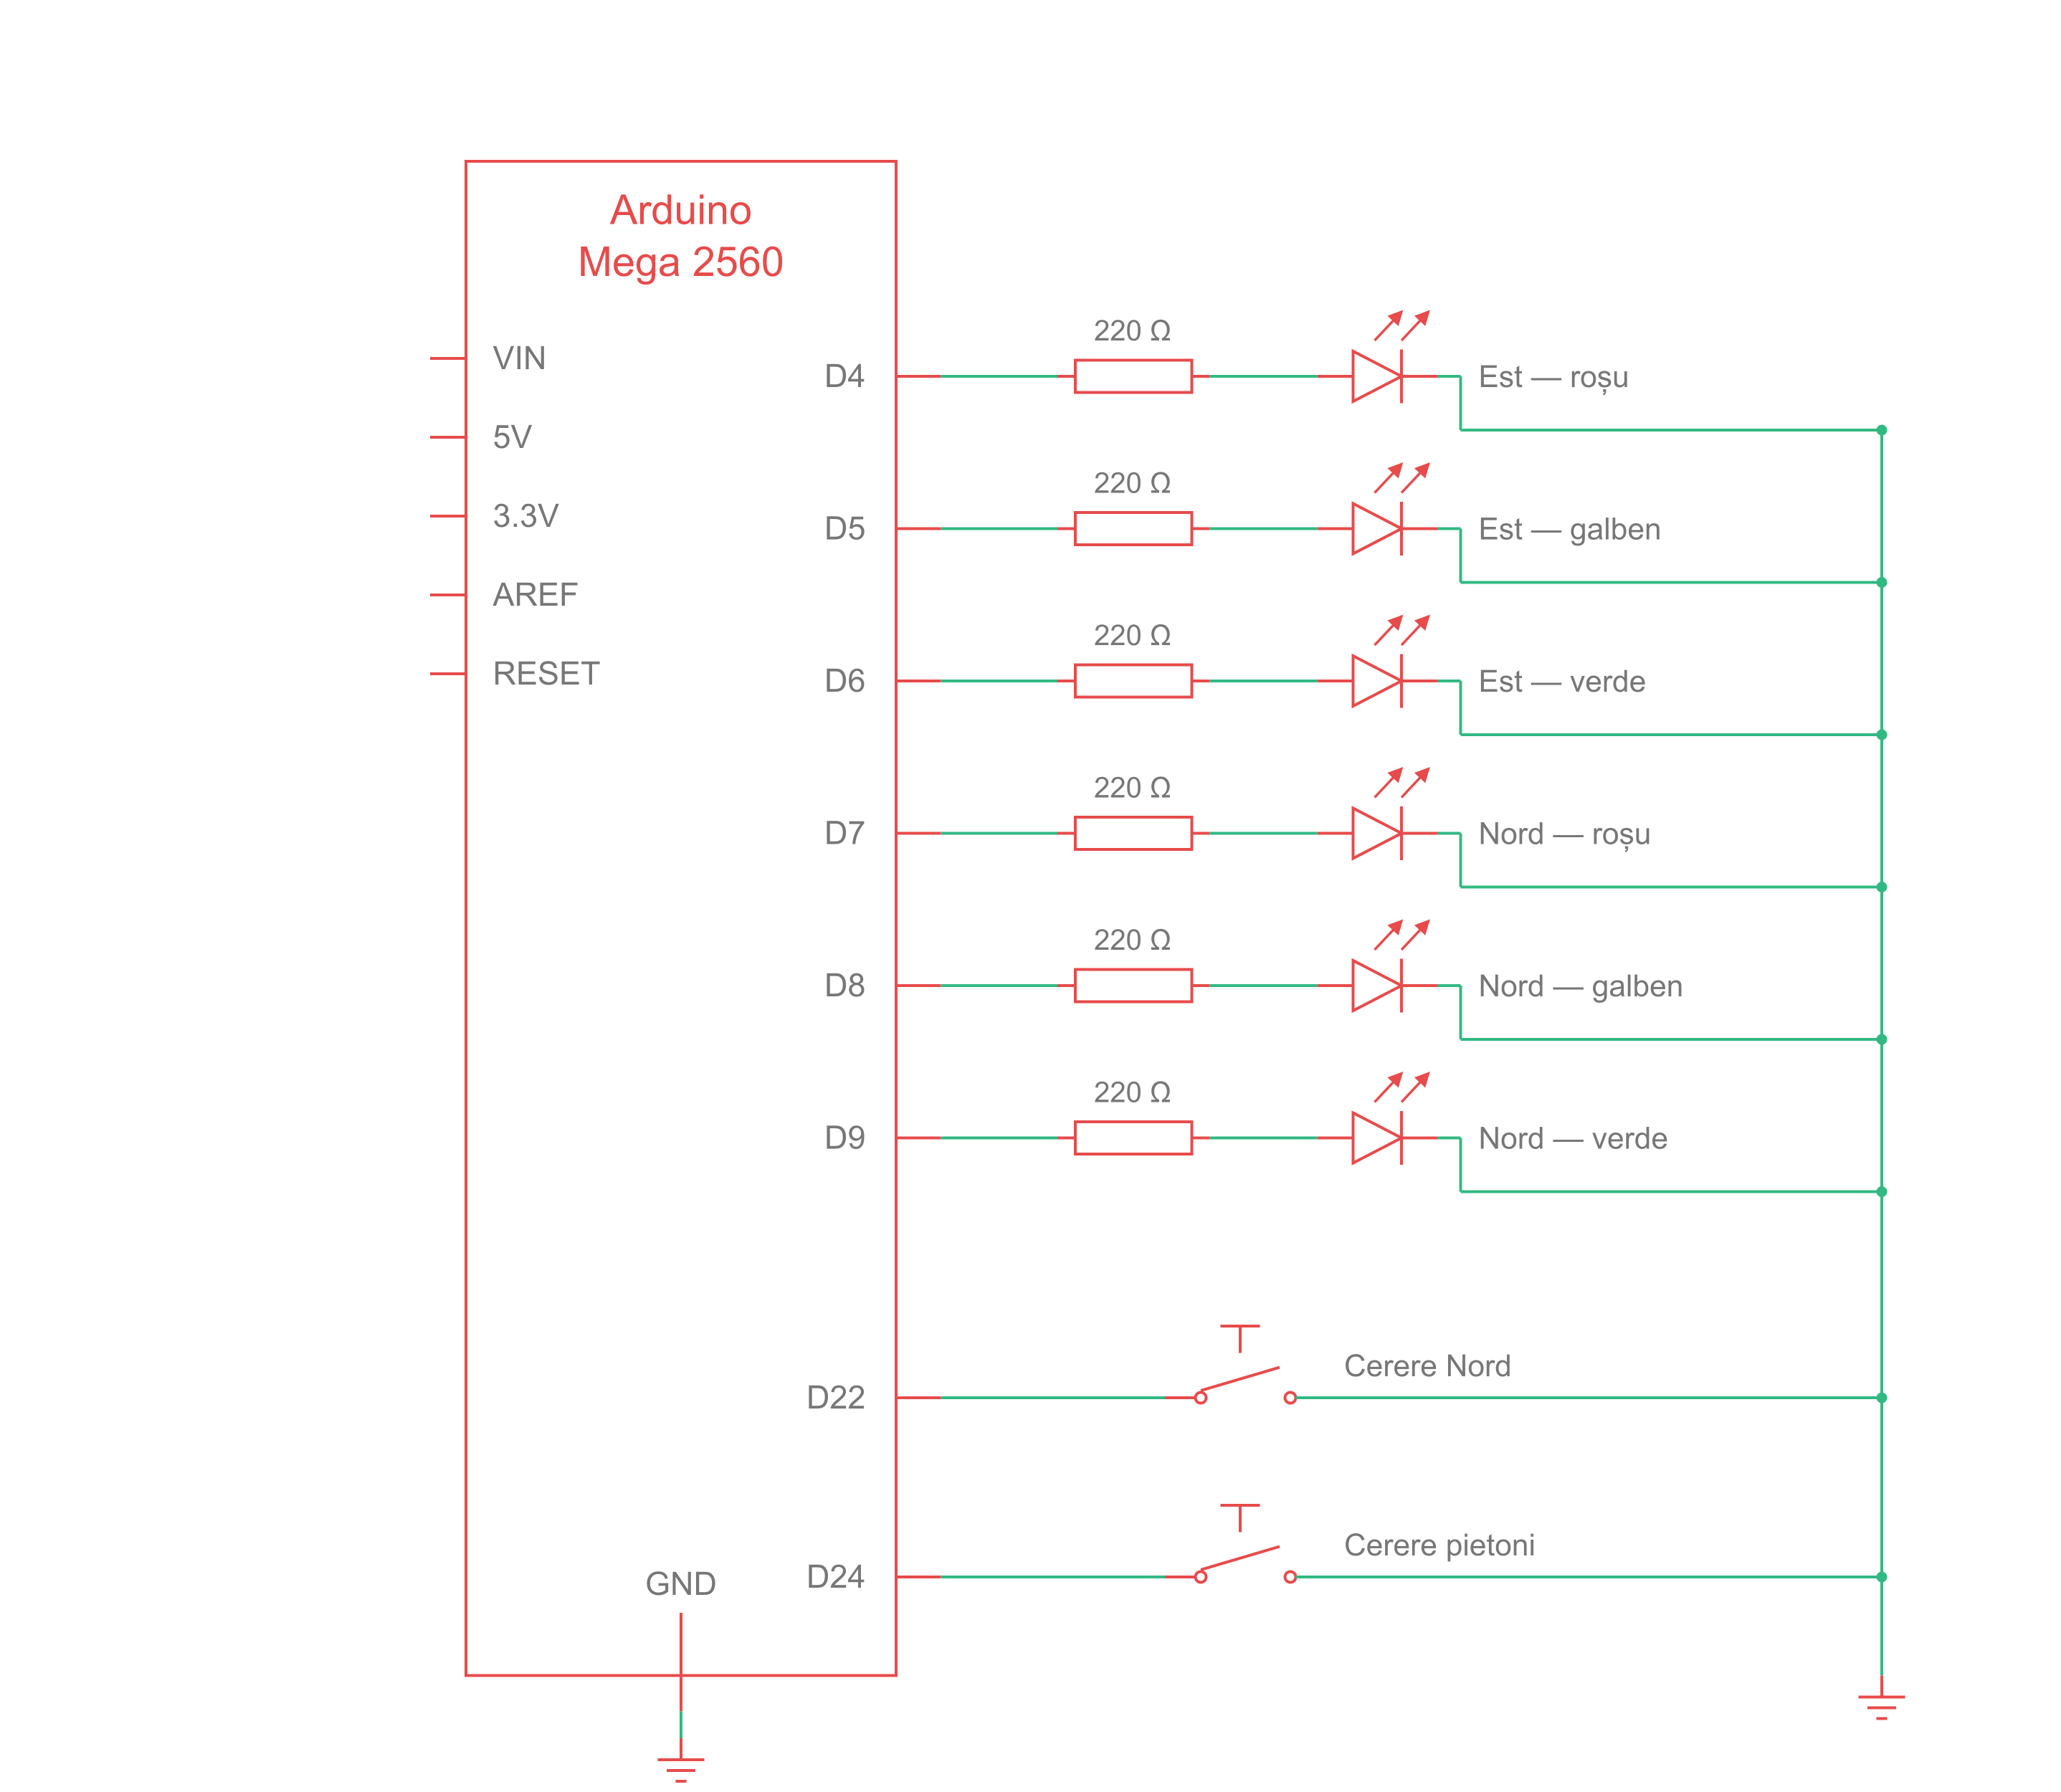 Arduino
Mega 2560
VIN
5V
3.3V
AREF
RESET
D4
220 Ω
Est — roșu
D5
220 Ω
Est — galben
D6
220 Ω
Est — verde
D7
220 Ω
Nord — roșu
D8
220 Ω
Nord — galben
D9
220 Ω
Nord — verde
D22
Cerere Nord
D24
Cerere pietoni
GND